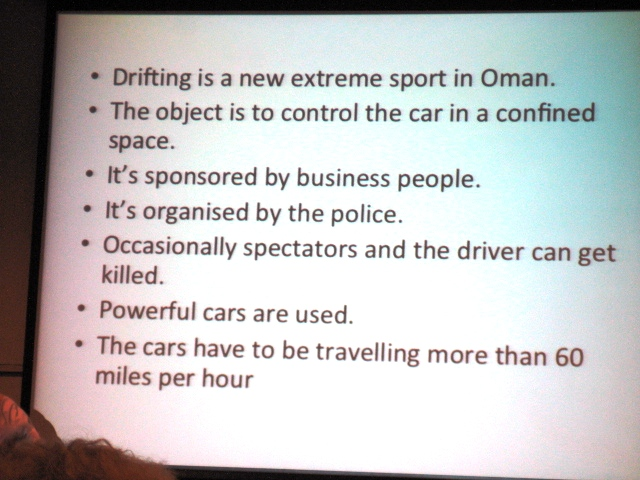 • Drifting is a new extreme sport in Oman.
• The object is to control the car in a confined
space.
• It's sponsored by business people.
• It's organised by the police.
• Occasionally spectators and the driver can get
killed.
• Powerful cars are used.
• The cars have to be travelling more than 60
miles per hour